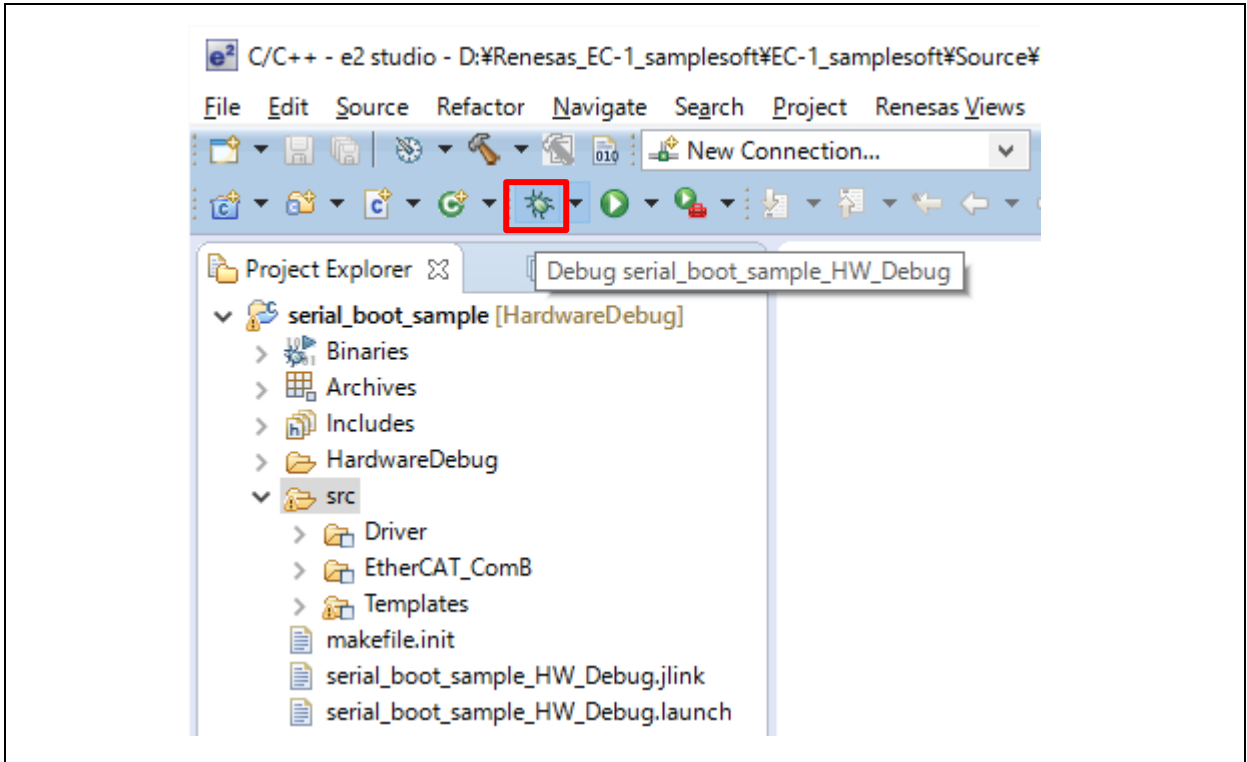 e² C/C++ - e2 studio - D:¥Renesas_EC-1_samplesoft¥EC-1_samplesoft¥Source¥
File Edit Source Refactor Navigate Search Project Renesas Views
010 New Connection...
Project Explorer
Debug serial_boot_sample_HW_Debug
serial_boot_sample [HardwareDebug]
Binaries
Archives
Includes
HardwareDebug
src
Driver
EtherCAT_ComB
Templates
makefile.init
serial_boot_sample_HW_Debug.jlink
serial_boot_sample_HW_Debug.launch